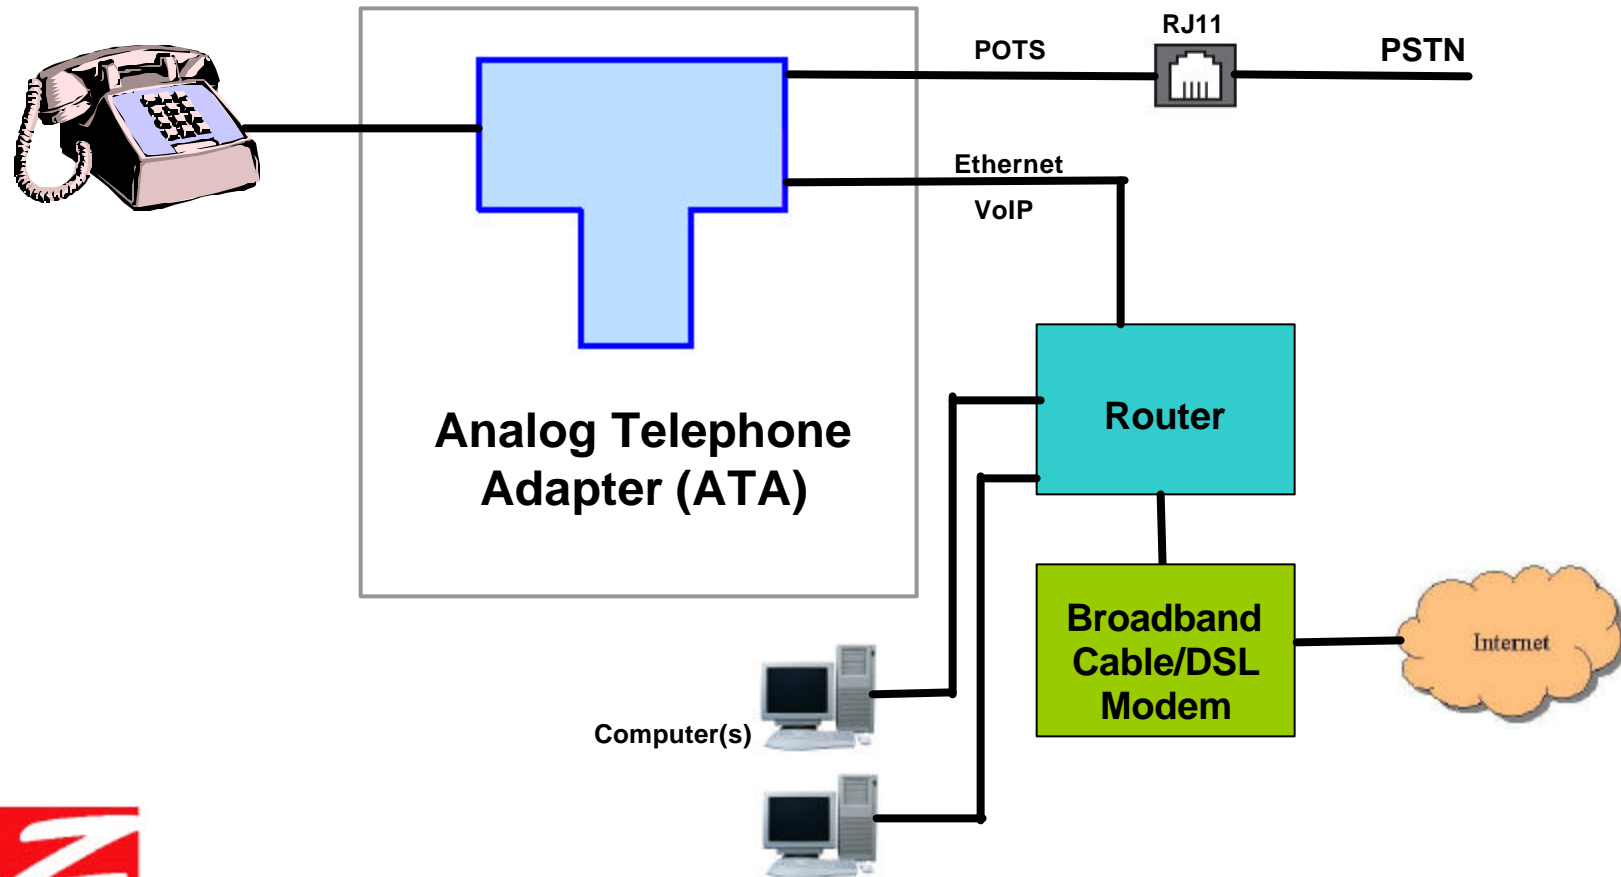 RJ11
POTS
PSTN
Ethernet
VoIP
Router
Analog Telephone
Adapter (ATA)
Broadband
Cable/DSL
Modem
Internet
Computer(s)